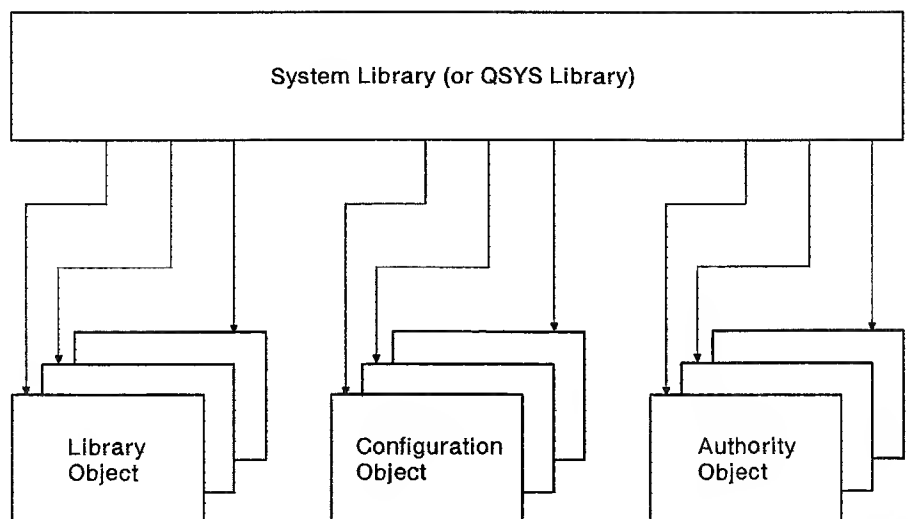 System Library (or QSYS Library)
Library
Object
Configuration
Object
Authority
Object